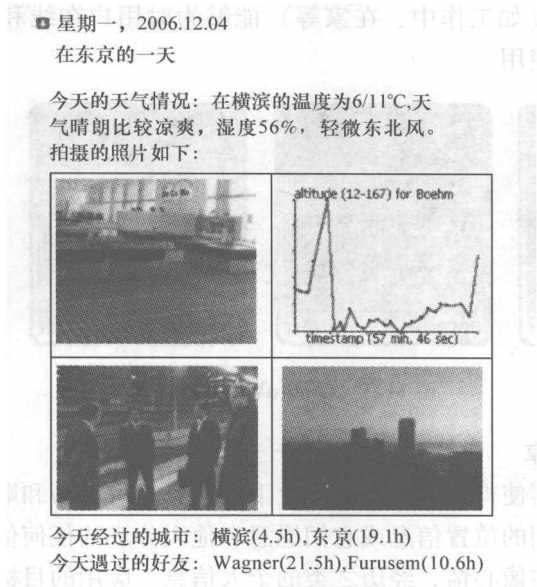 星期一，2006.12.04
在东京的一天
今天的天气情况：在横滨的温度为6/11℃,天
气晴朗比较凉爽，湿度56%，轻微东北风。
拍摄的照片如下：
altitude (12-167) for Boehm
timestamp (57 min, 46 sec)
今天经过的城市：横滨(4.5h),东京(19.1h)
今天遇过的好友：Wagner(21.5h),Furusem(10.6h)